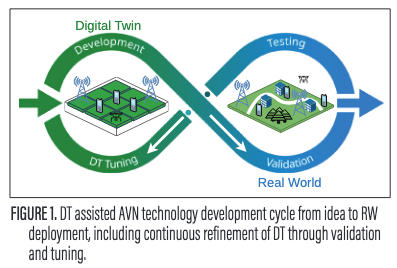 Digital Twin
Development
Testing
DT Tuning
Validation
Real World
FIGURE 1. DT assisted AVN technology development cycle from idea to RW
deployment, including continuous refinement of DT through validation
and tuning.